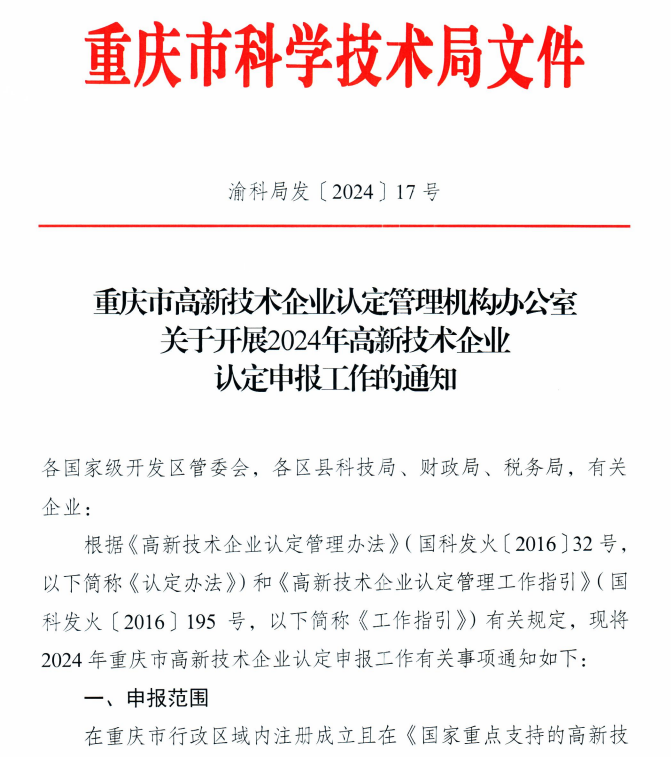 重庆市科学技术局文件
渝科局发〔2024〕17号
重庆市高新技术企业认定管理机构办公室
关于开展2024年高新技术企业
认定申报工作的通知
各国家级开发区管委会，各区县科技局、财政局、税务局，有关
企业：
根据《高新技术企业认定管理办法》（国科发火〔2016〕32号，
以下简称《认定办法》）和《高新技术企业认定管理工作指引》（国
科发火〔2016〕195 号，以下简称《工作指引》）有关规定，现将
2024年重庆市高新技术企业认定申报工作有关事项通知如下：
一、申报范围
在重庆市行政区域内注册成立且在《国家重点支持的高新技